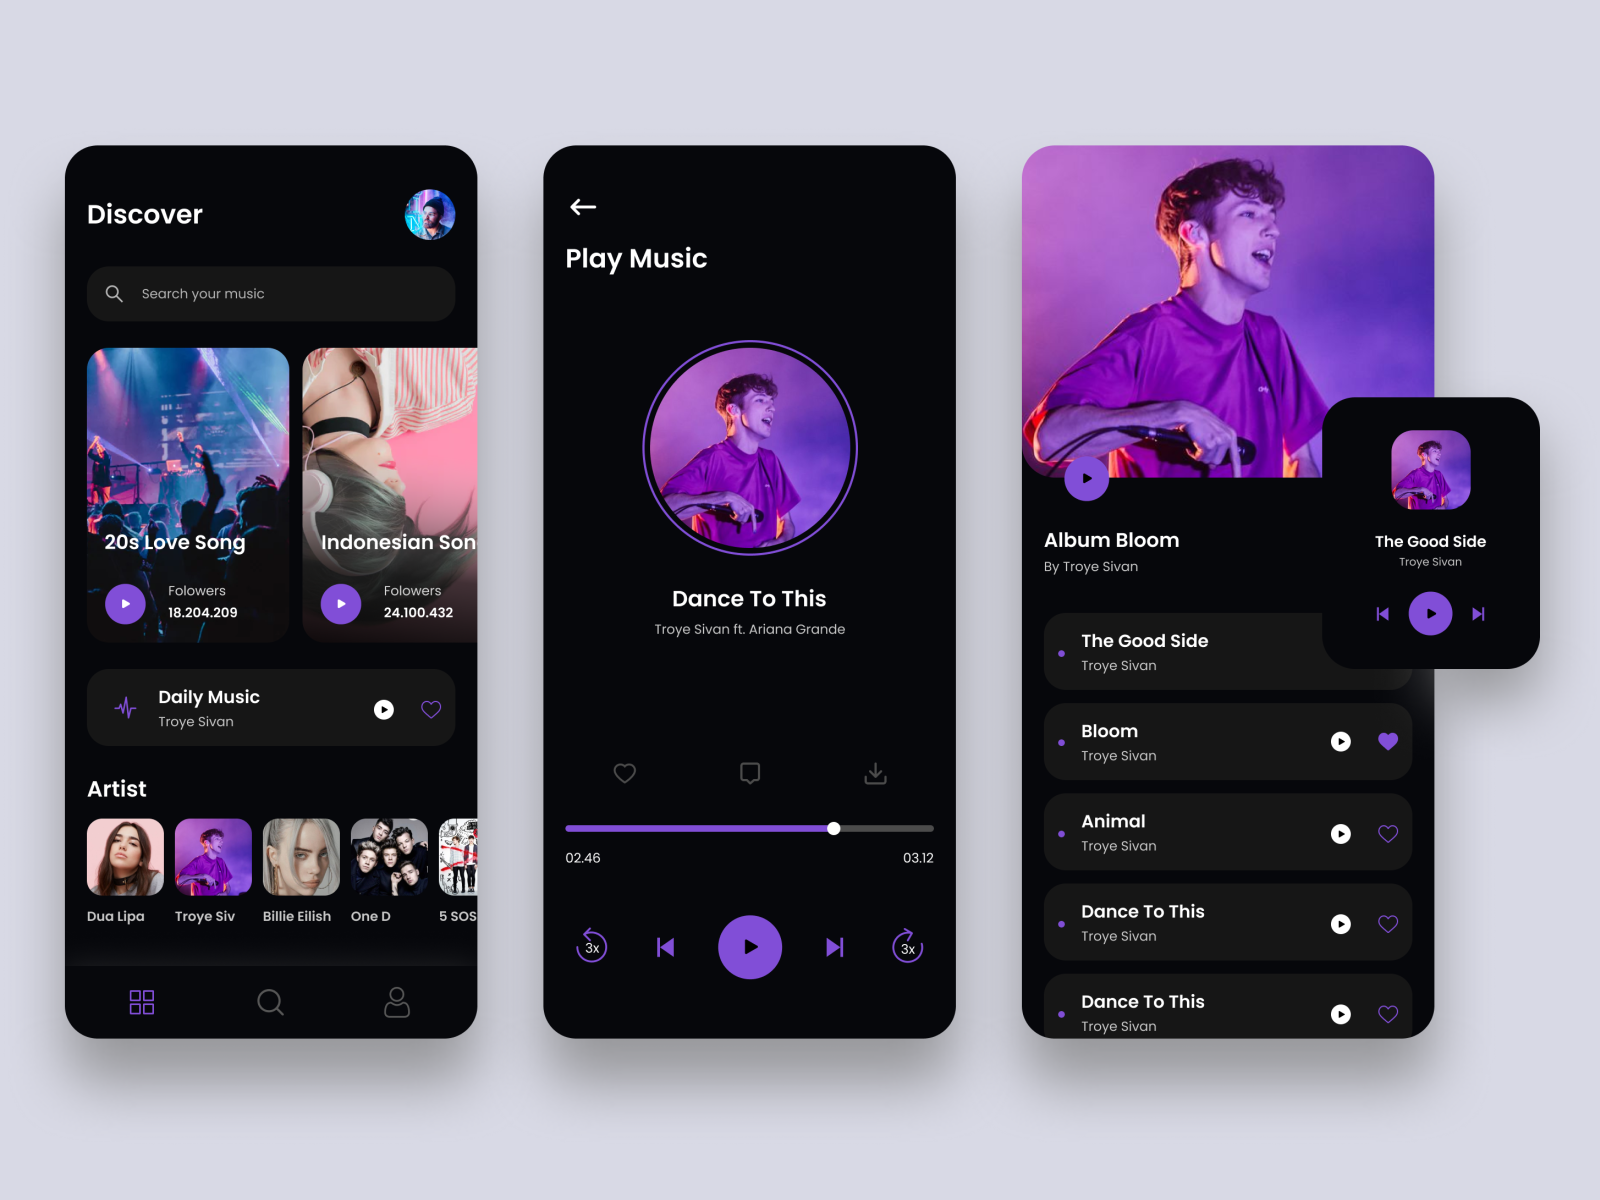 Discover
Search your music
20s Love Song
Folowers
18.204.209
Indonesian Son
Folowers
24.100.432
Daily Music
Troye Sivan
Artist
Dua Lipa
Troye Siv
Billie Eilish
One D
5 SOS
Play Music
Dance To This
Troye Sivan ft. Ariana Grande
02.46
03.12
3x
3x
Album Bloom
By Troye Sivan
The Good Side
Troye Sivan
Bloom
Troye Sivan
Animal
Troye Sivan
Dance To This
Troye Sivan
Dance To This
Troye Sivan
The Good Side
Troye Sivan